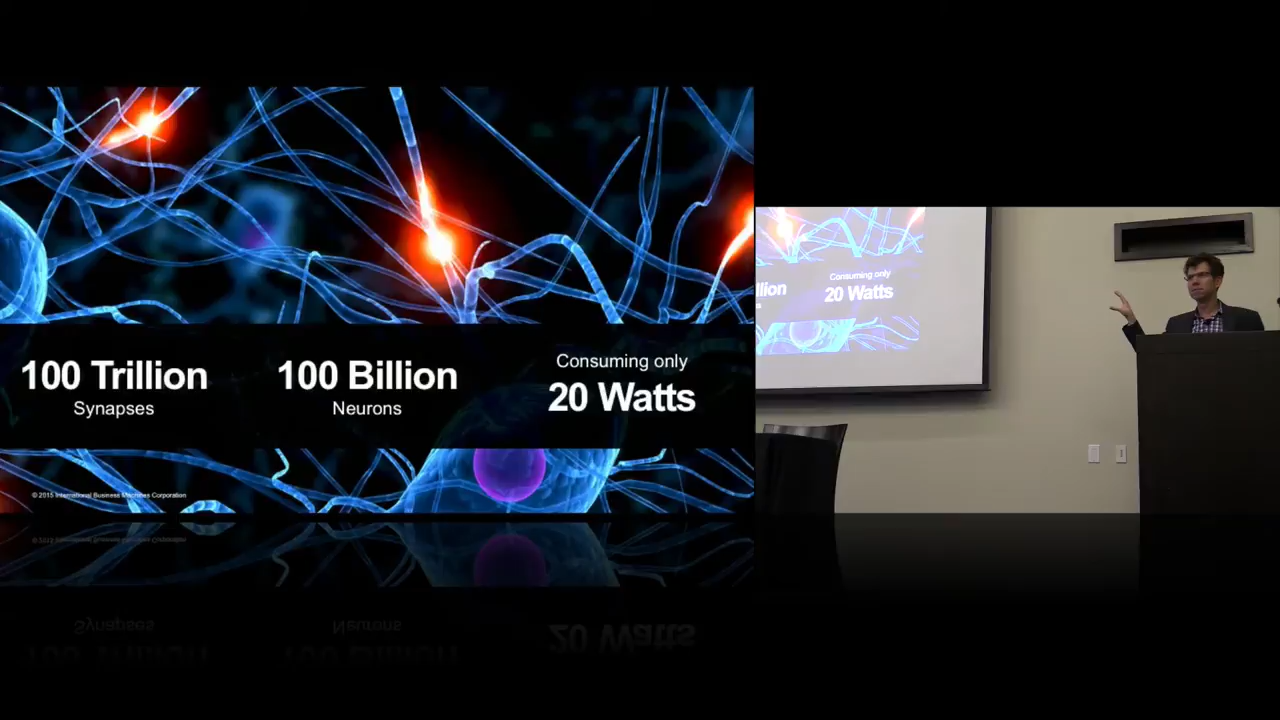 100 Trillion
Synapses
100 Billion
Neurons
Consuming only
20 Watts
© 2015 International Business Machines Corporation
Consuming only
llion
20 Watts